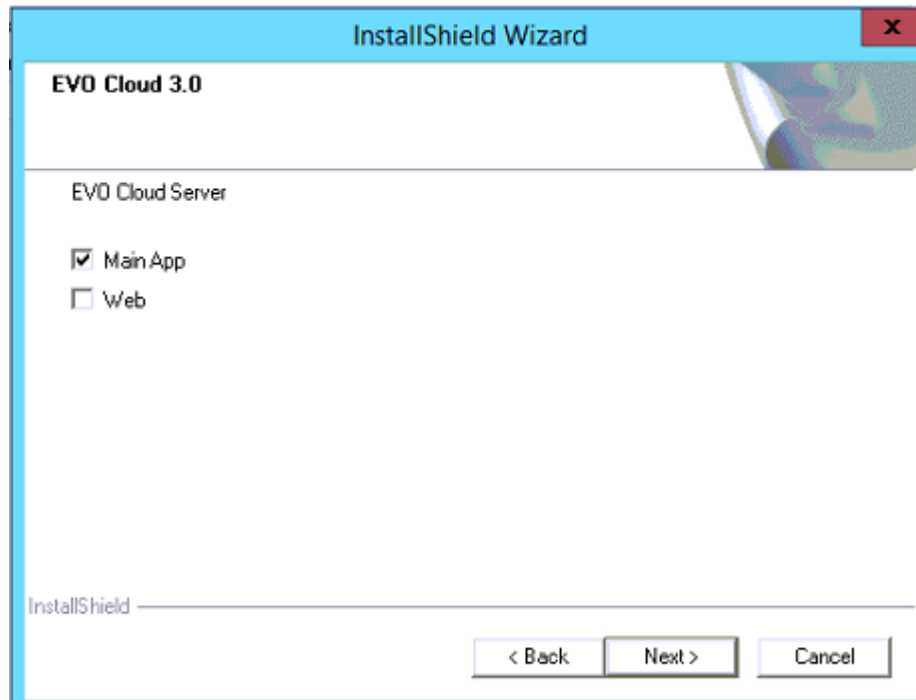 InstallShield Wizard
x
EVO Cloud 3.0
EVO Cloud Server
Main App
Web
InstallShield
< Back Next > Cancel